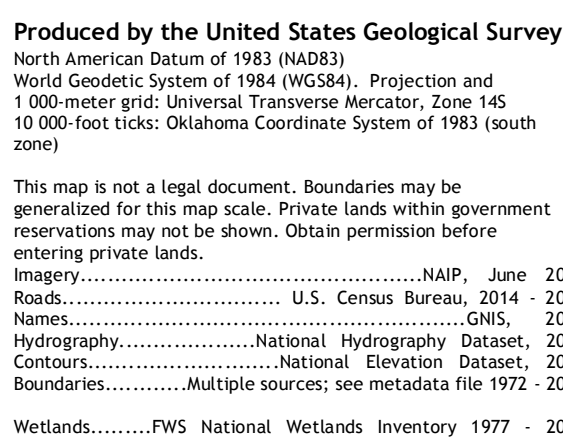 Produced by the United States Geological Survey
North American Datum of 1983 (NAD83)
World Geodetic System of 1984 (WGS84). Projection and
1 000-meter grid: Universal Transverse Mercator, Zone 14S
10 000-foot ticks: Oklahoma Coordinate System of 1983 (south
zone)
This map is not a legal document. Boundaries may be
generalized for this map scale. Private lands within government
reservations may not be shown. Obtain permission before
entering private lands.
Imagery..................................................NAIP, June 20
Roads................................ U.S. Census Bureau, 2014 - 20
Names..........................................................GNIS, 20
Hydrography....................National Hydrography Dataset, 20
Contours............................National Elevation Dataset, 20
Boundaries............Multiple sources; see metadata file 1972 - 20
Wetlands.........FWS National Wetlands Inventory 1977 - 20